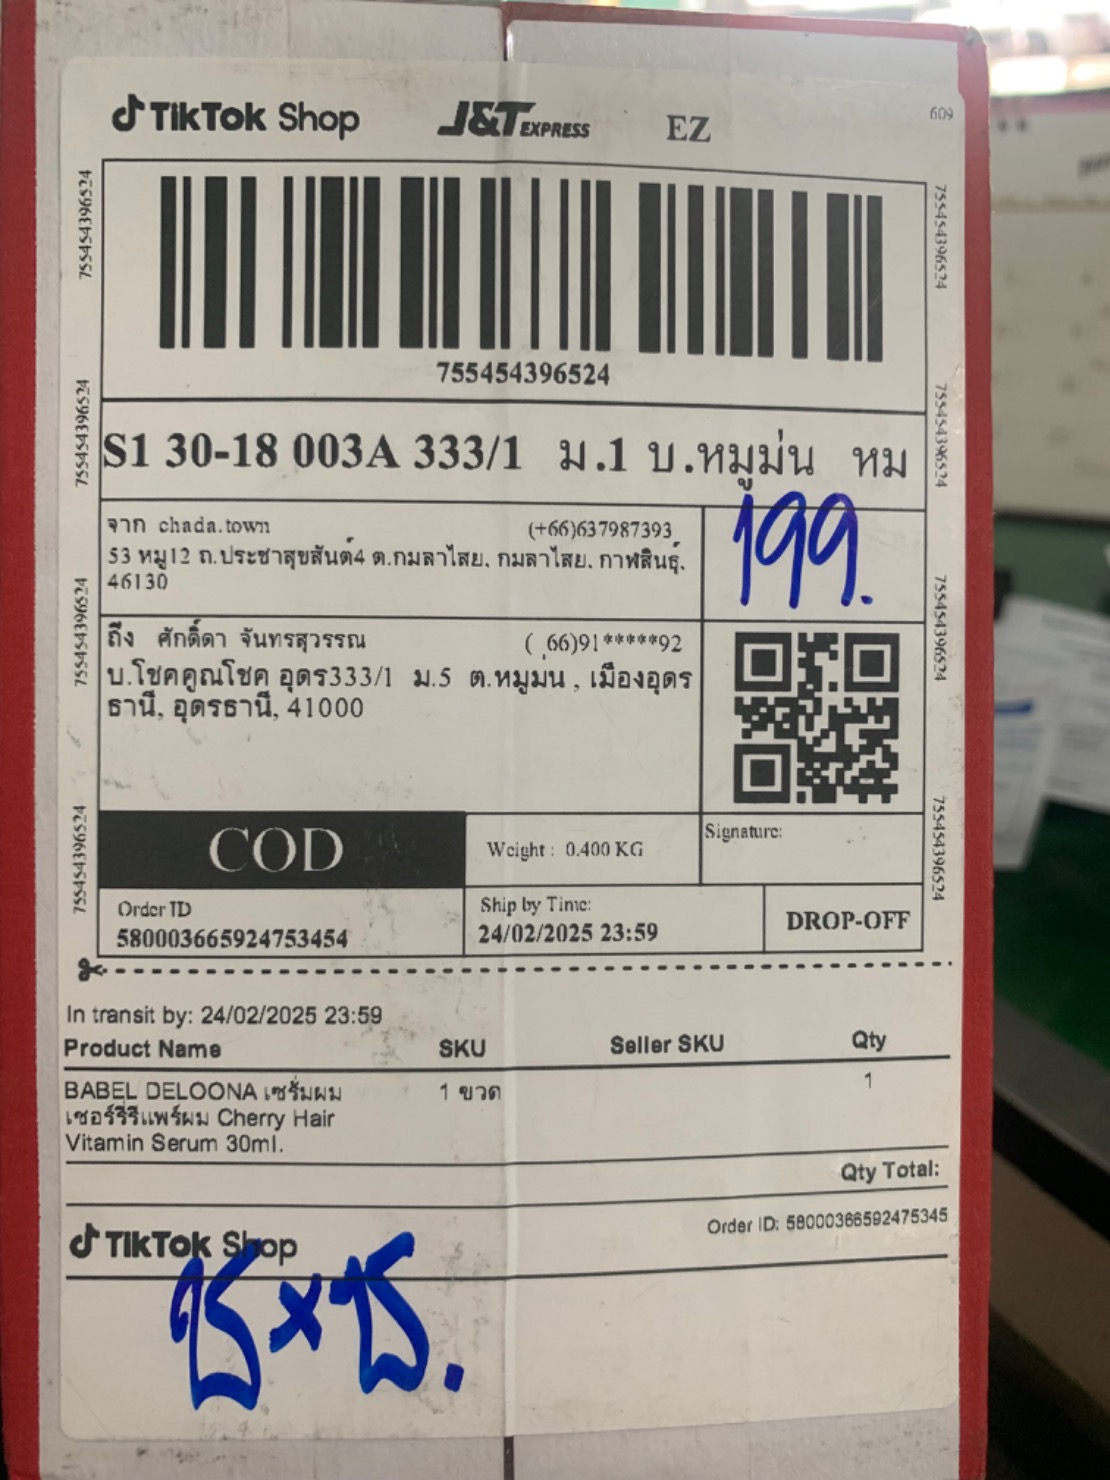 TikTok Shop J&T EXPRESS EZ 609
755454396524
755454396524
755454396524
755454396524
755454396524
755454396524
755454396524
755454396524
755454396524
S1 30-18 003A 333/1 ม.1 บ.หมูม่น หม
จาก chada.town (+66)637987393
53 หมู่12 ถ.ประชาสุขสันต์4 ต.กมลาไสย, กมลาไสย, กาฬสินธุ์,
46130
199.
ถึง ศักดิ์ดา จันทรสุวรรณ ( 66)91*****92
บ.โชคคูณโชค อุดร333/1 ม.5 ต.หมูมน , เมืองอุดร
ธานี, อุดรธานี, 41000
COD
Weight : 0.400 KG
Signature:
Order ID
580003665924753454
Ship by Time:
24/02/2025 23:59
DROP-OFF
In transit by: 24/02/2025 23:59
Product Name SKU Seller SKU Qty
BABEL DELOONA เซรั่มผม 1 ขวด 1
เชอร์รี่รีแพร์ผม Cherry Hair
Vitamin Serum 30ml.
Qty Total:
TikTok Shop
Order ID: 58000366592475345